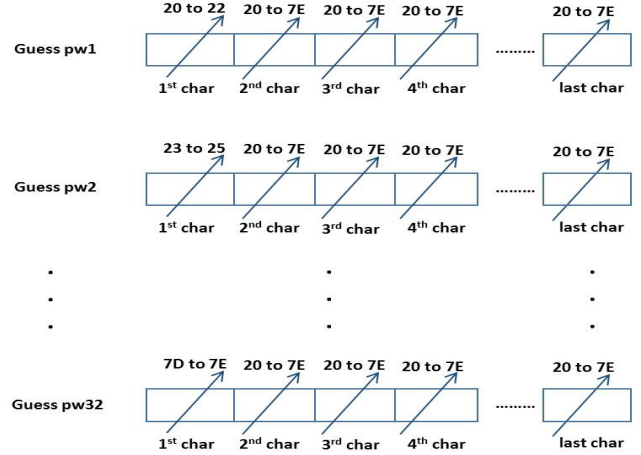 20 to 22 20 to 7E 20 to 7E 20 to 7E 20 to 7E
Guess pw1 .........
1st char 2nd char 3rd char 4th char last char
23 to 25 20 to 7E 20 to 7E 20 to 7E 20 to 7E
Guess pw2 .........
1st char 2nd char 3rd char 4th char last char
7D to 7E 20 to 7E 20 to 7E 20 to 7E 20 to 7E
Guess pw32 .........
1st char 2nd char 3rd char 4th char last char